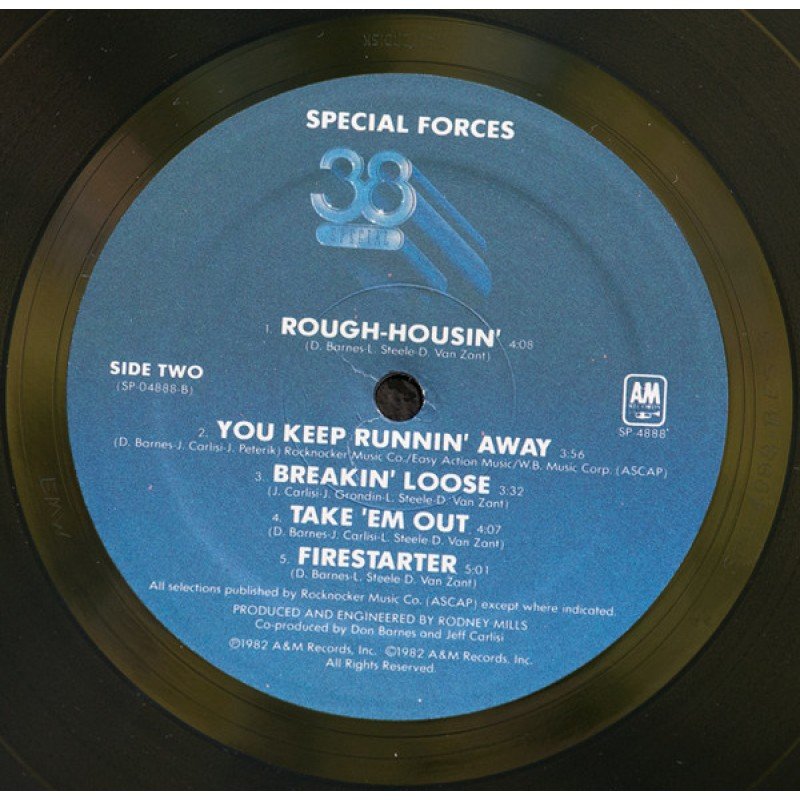 SPECIAL FORCES
38
SPECIAL
1. ROUGH-HOUSIN' 4:08
(D. Barnes-L. Steele-D. Van Zant)
SIDE TWO
(SP-04888-B)
AM
RECORDS
SP 4888
2. YOU KEEP RUNNIN' AWAY 3:56
(D. Barnes-J. Carlisi-J. Peterik) Rocknocker Music Co./Easy Action Music/W.B. Music Corp. (ASCAP)
3. BREAKIN' LOOSE 3:32
(J. Carlisi-J. Grondin-L. Steele-D. Van Zant)
4. TAKE 'EM OUT 4:07
(D. Barnes-J. Carlisi-L. Steele-D. Van Zant)
5. FIRESTARTER 5:01
(D. Barnes-L. Steele-D. Van Zant)
All selections published by Rocknocker Music Co. (ASCAP) except where indicated.
PRODUCED AND ENGINEERED BY RODNEY MILLS
Co-produced by Don Barnes and Jeff Carlisi
℗1982 A&M Records, Inc. ©1982 A&M Records, Inc.
All Rights Reserved.